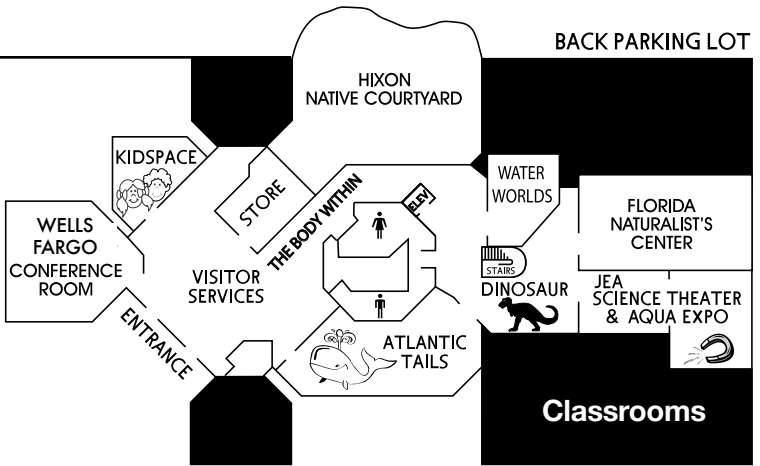 BACK PARKING LOT
HIXON
NATIVE COURTYARD
KIDSPACE
STORE
THE BODY WITHIN
ELEV
WATER
WORLDS
FLORIDA
NATURALIST'S
CENTER
WELLS
FARGO
CONFERENCE
ROOM
VISITOR
SERVICES
STAIRS
DINOSAUR
JEA
SCIENCE THEATER
& AQUA EXPO
ENTRANCE
ATLANTIC
TAILS
Classrooms